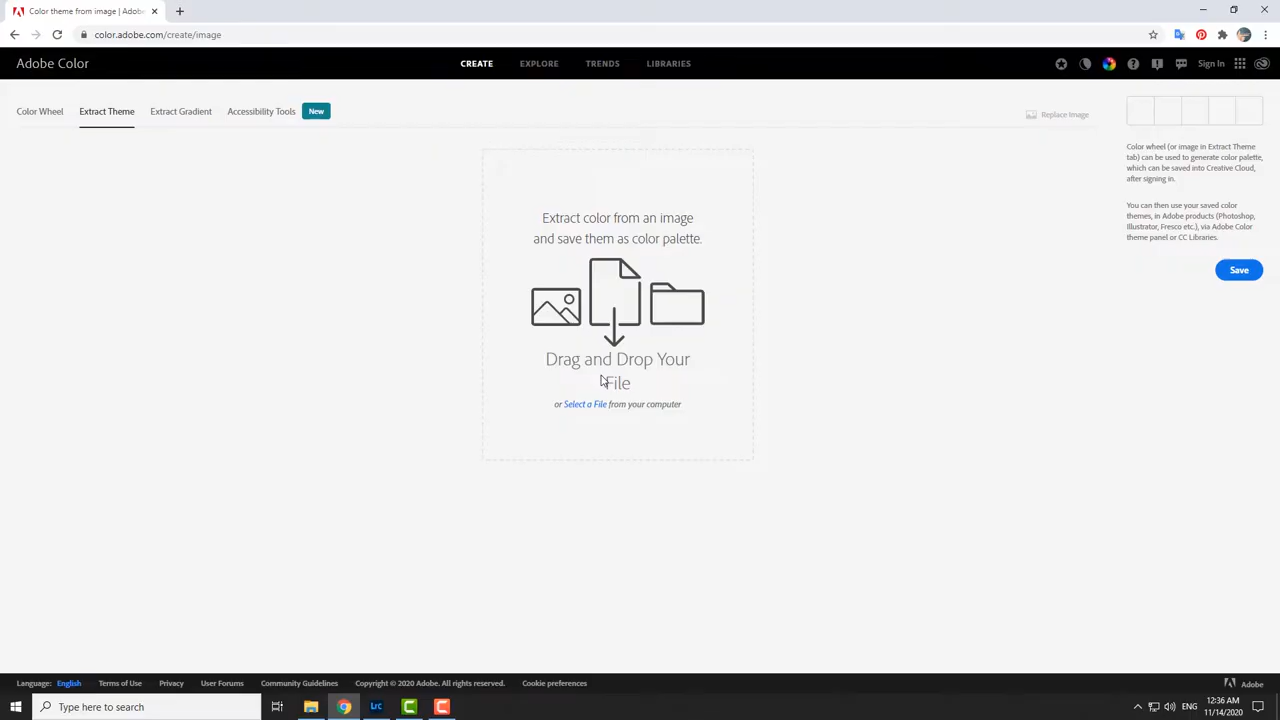 Color theme from image | Adob
color.adobe.com/create/image
Adobe Color
CREATE
EXPLORE
TRENDS
LIBRARIES
Sign In
Color Wheel
Extract Theme
Extract Gradient
Accessibility Tools
New
Replace Image
Color wheel (or image in Extract Theme
tab) can be used to generate color palette,
which can be saved into Creative Cloud,
after signing in.
You can then use your saved color
themes, in Adobe products (Photoshop,
Illustrator, Fresco etc.), via Adobe Color
theme panel or CC Libraries.
Save
Extract color from an image
and save them as color palette.
Drag and Drop Your
File
or Select a File from your computer
Language: English
Terms of Use
Privacy
User Forums
Community Guidelines
Copyright © 2020 Adobe. All rights reserved.
Cookie preferences
Adobe
Type here to search
Lrc
C
C
ENG
12:36 AM
11/14/2020